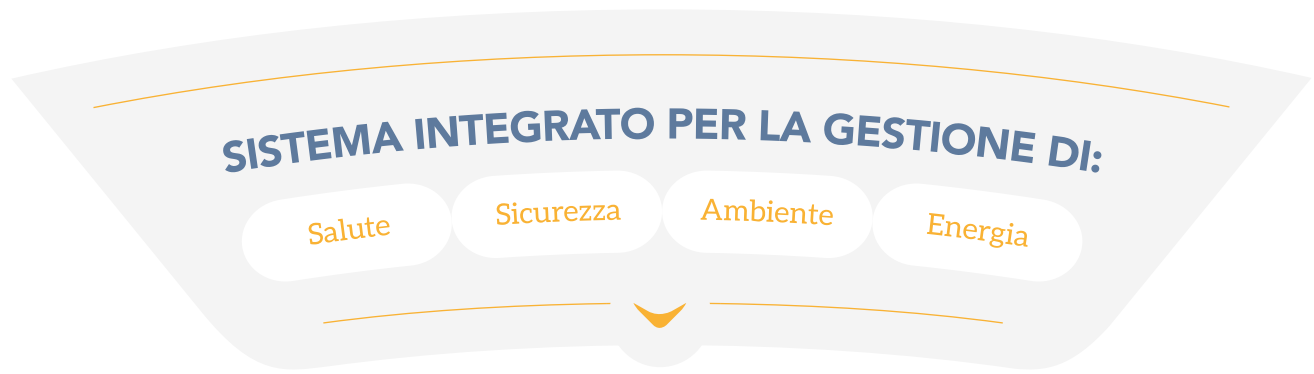 SISTEMA INTEGRATO PER LA GESTIONE DI:
Salute Sicurezza Ambiente Energia